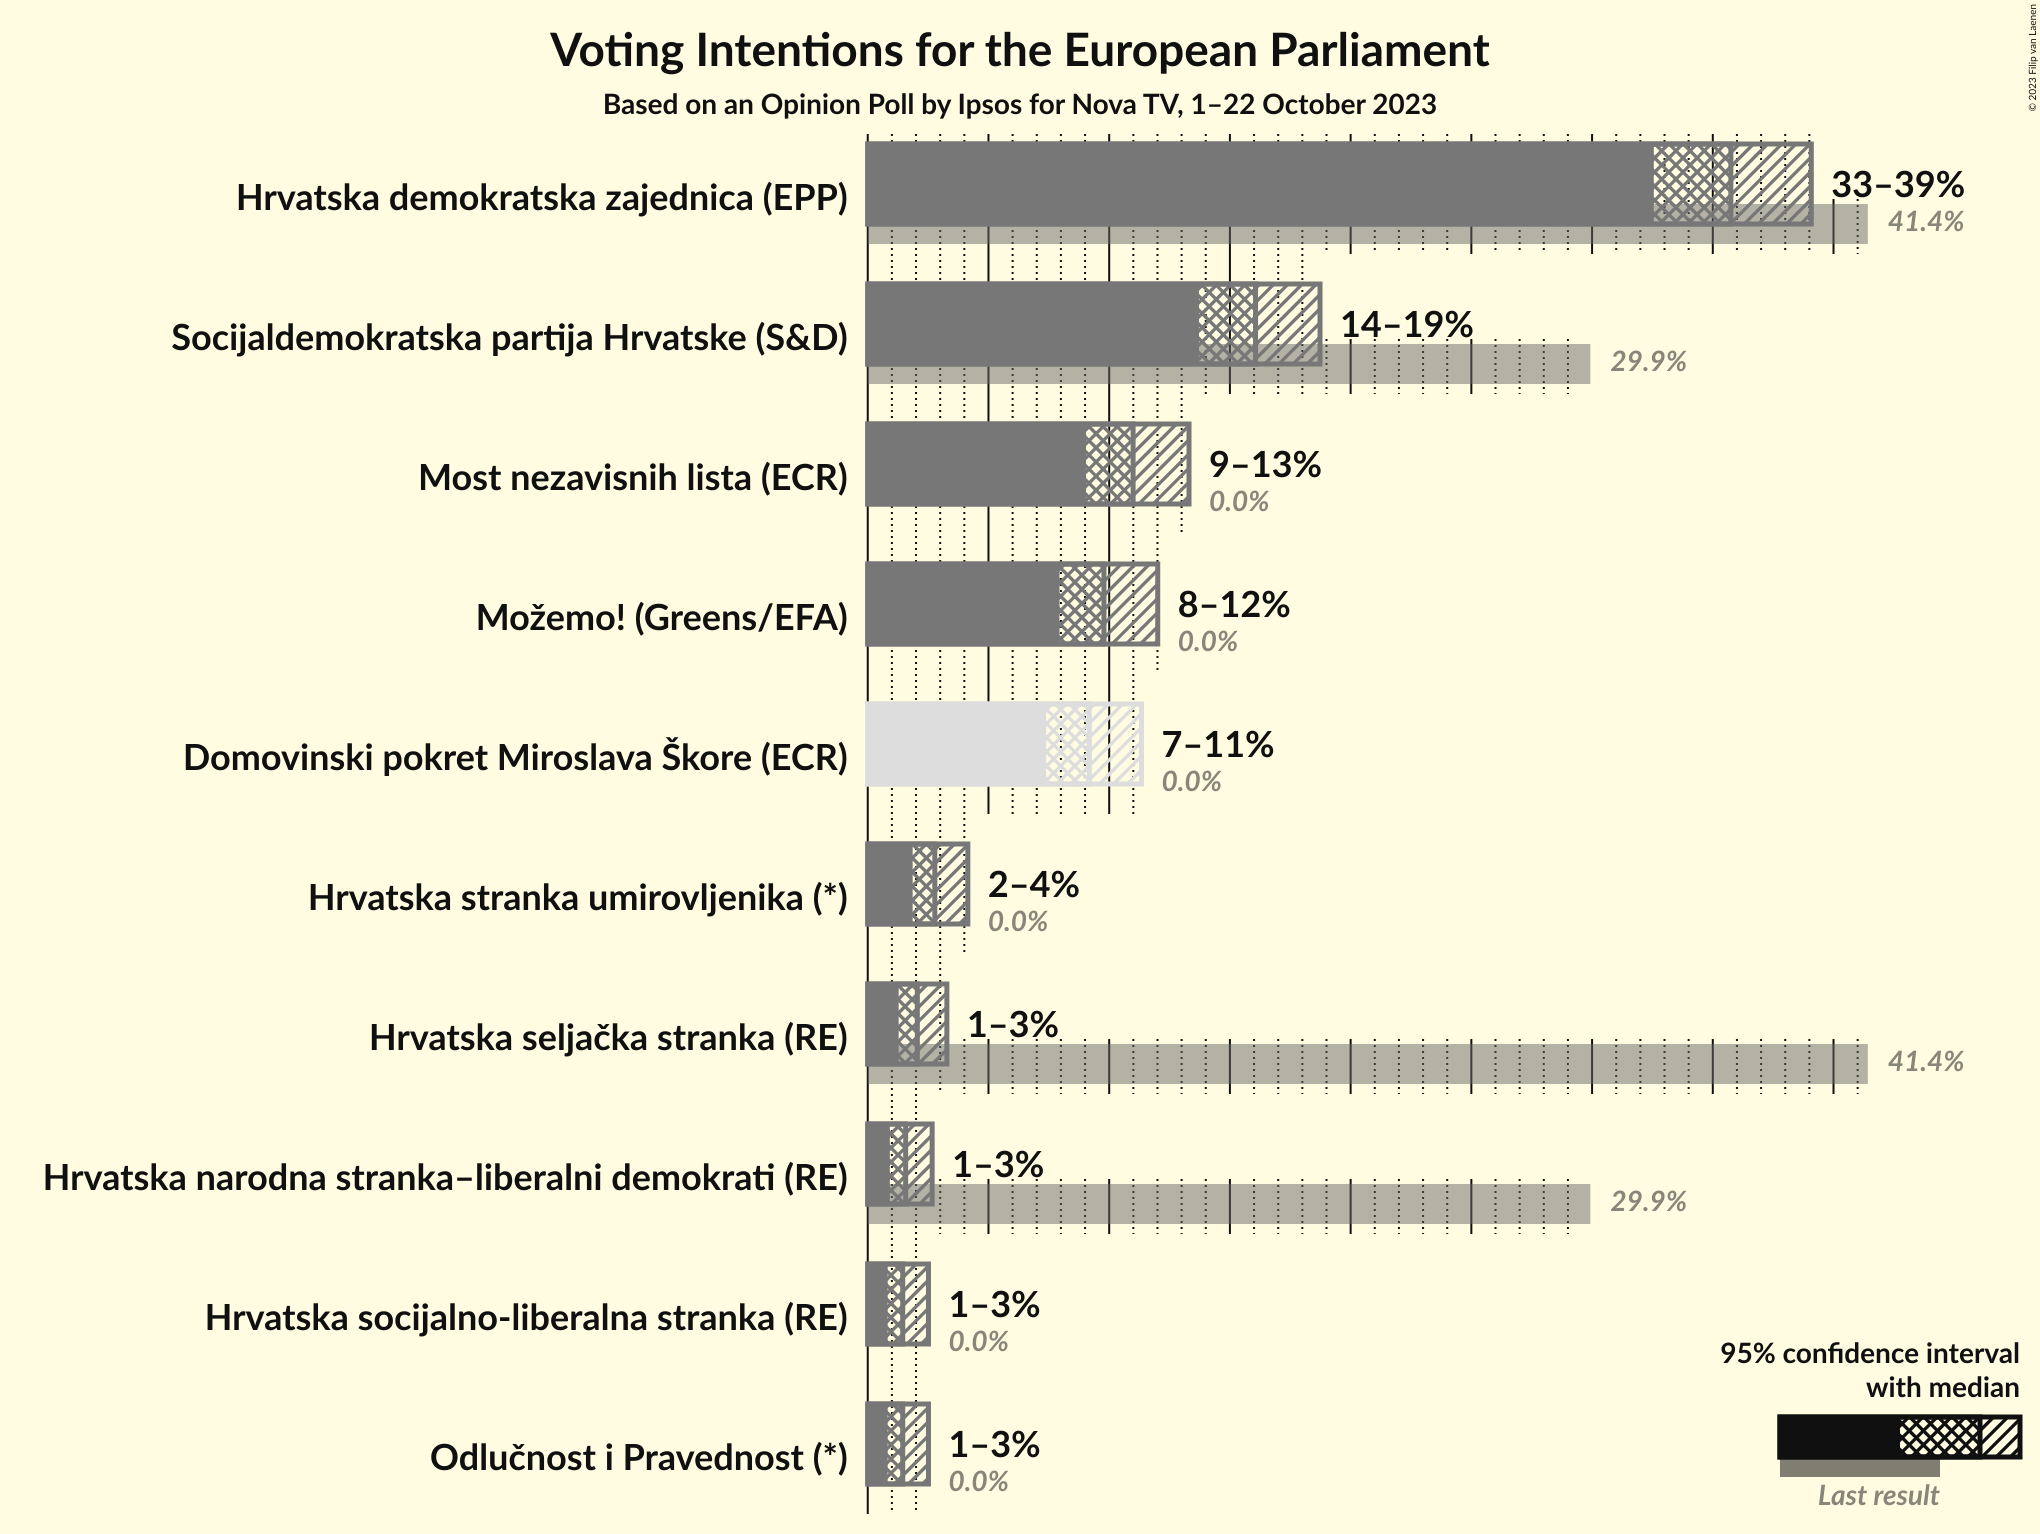 Voting Intentions for the European Parliament
Based on an Opinion Poll by Ipsos for Nova TV, 1–22 October 2023
© 2023 Filip van Laenen
Hrvatska demokratska zajednica (EPP)
33–39%
41.4%
Socijaldemokratska partija Hrvatske (S&D)
14–19%
29.9%
Most nezavisnih lista (ECR)
9–13%
0.0%
Možemo! (Greens/EFA)
8–12%
0.0%
Domovinski pokret Miroslava Škore (ECR)
7–11%
0.0%
Hrvatska stranka umirovljenika (*)
2–4%
0.0%
Hrvatska seljačka stranka (RE)
1–3%
41.4%
Hrvatska narodna stranka–liberalni demokrati (RE)
1–3%
29.9%
Hrvatska socijalno-liberalna stranka (RE)
1–3%
0.0%
Odlučnost i Pravednost (*)
1–3%
0.0%
95% confidence interval
with median
Last result